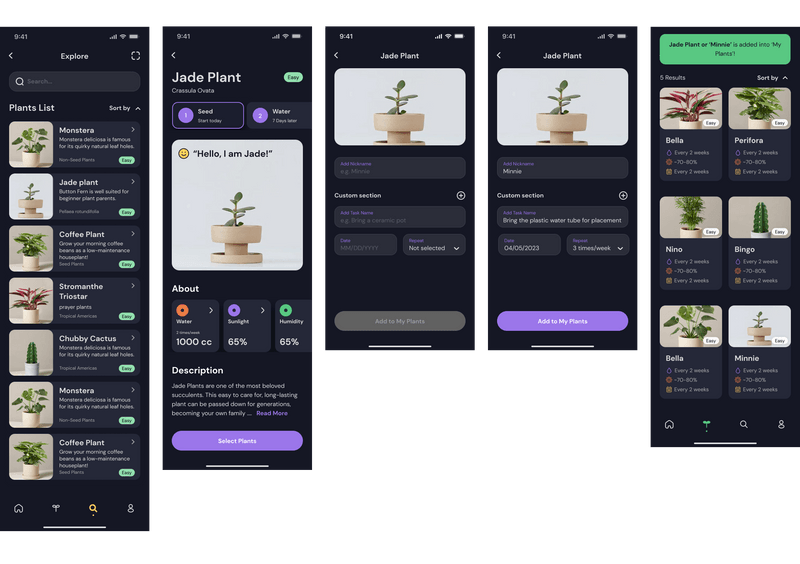 9:41
Explore
Search...
Plants List
Sort by
Monstera
Monstera deliciosa is famous
for its quirky natural leaf holes.
Non-Seed Plants
Easy
Jade plant
Button Fern is well suited for
beginner plant parents.
Pellaea rotundifolia
Easy
Coffee Plant
Grow your morning coffee
beans as a low-maintenance
houseplant!
Seed Plants
Easy
Stromanthe
Triostar
prayer plants
Tropical Americas
Easy
Chubby Cactus
Monstera deliciosa is famous
for its quirky natural leaf holes.
Tropical Americas
Easy
Monstera
Monstera deliciosa is famous
for its quirky natural leaf holes.
Non-Seed Plants
Easy
Coffee Plant
Grow your morning coffee
beans as a low-maintenance
houseplant!
Seed Plants
Easy
9:41
Jade Plant
Easy
Crassula Ovata
1
Seed
Start today
2
Water
7 Days later
“Hello, I am Jade!”
About
Water
2 times/week
1000 cc
Sunlight
65%
Humidity
65%
Description
Jade Plants are one of the most beloved
succulents. This easy to care for, long-lasting
plant can be passed down for generations,
becoming your own family ... Read More
Select Plants
9:41
Jade Plant
Add Nickname
e.g. Minnie
Custom section
Add Task Name
e.g. Bring a ceramic pot
Date
MM/DD/YYYY
Repeat
Not selected
Add to My Plants
9:41
Jade Plant
Add Nickname
Minnie
Custom section
Add Task Name
Bring the plastic water tube for placement
Date
04/05/2023
Repeat
3 times/week
Add to My Plants
Jade Plant or ‘Minnie’ is added into ‘My
Plants’!
5 Results
Sort by
Easy
Bella
Every 2 weeks
~70-80%
Every 2 weeks
Easy
Perifora
Every 2 weeks
~70-80%
Every 2 weeks
Easy
Nino
Every 2 weeks
~70-80%
Every 2 weeks
Easy
Bingo
Every 2 weeks
~70-80%
Every 2 weeks
Easy
Bella
Every 2 weeks
~70-80%
Every 2 weeks
Easy
Minnie
Every 2 weeks
~70-80%
Every 2 weeks